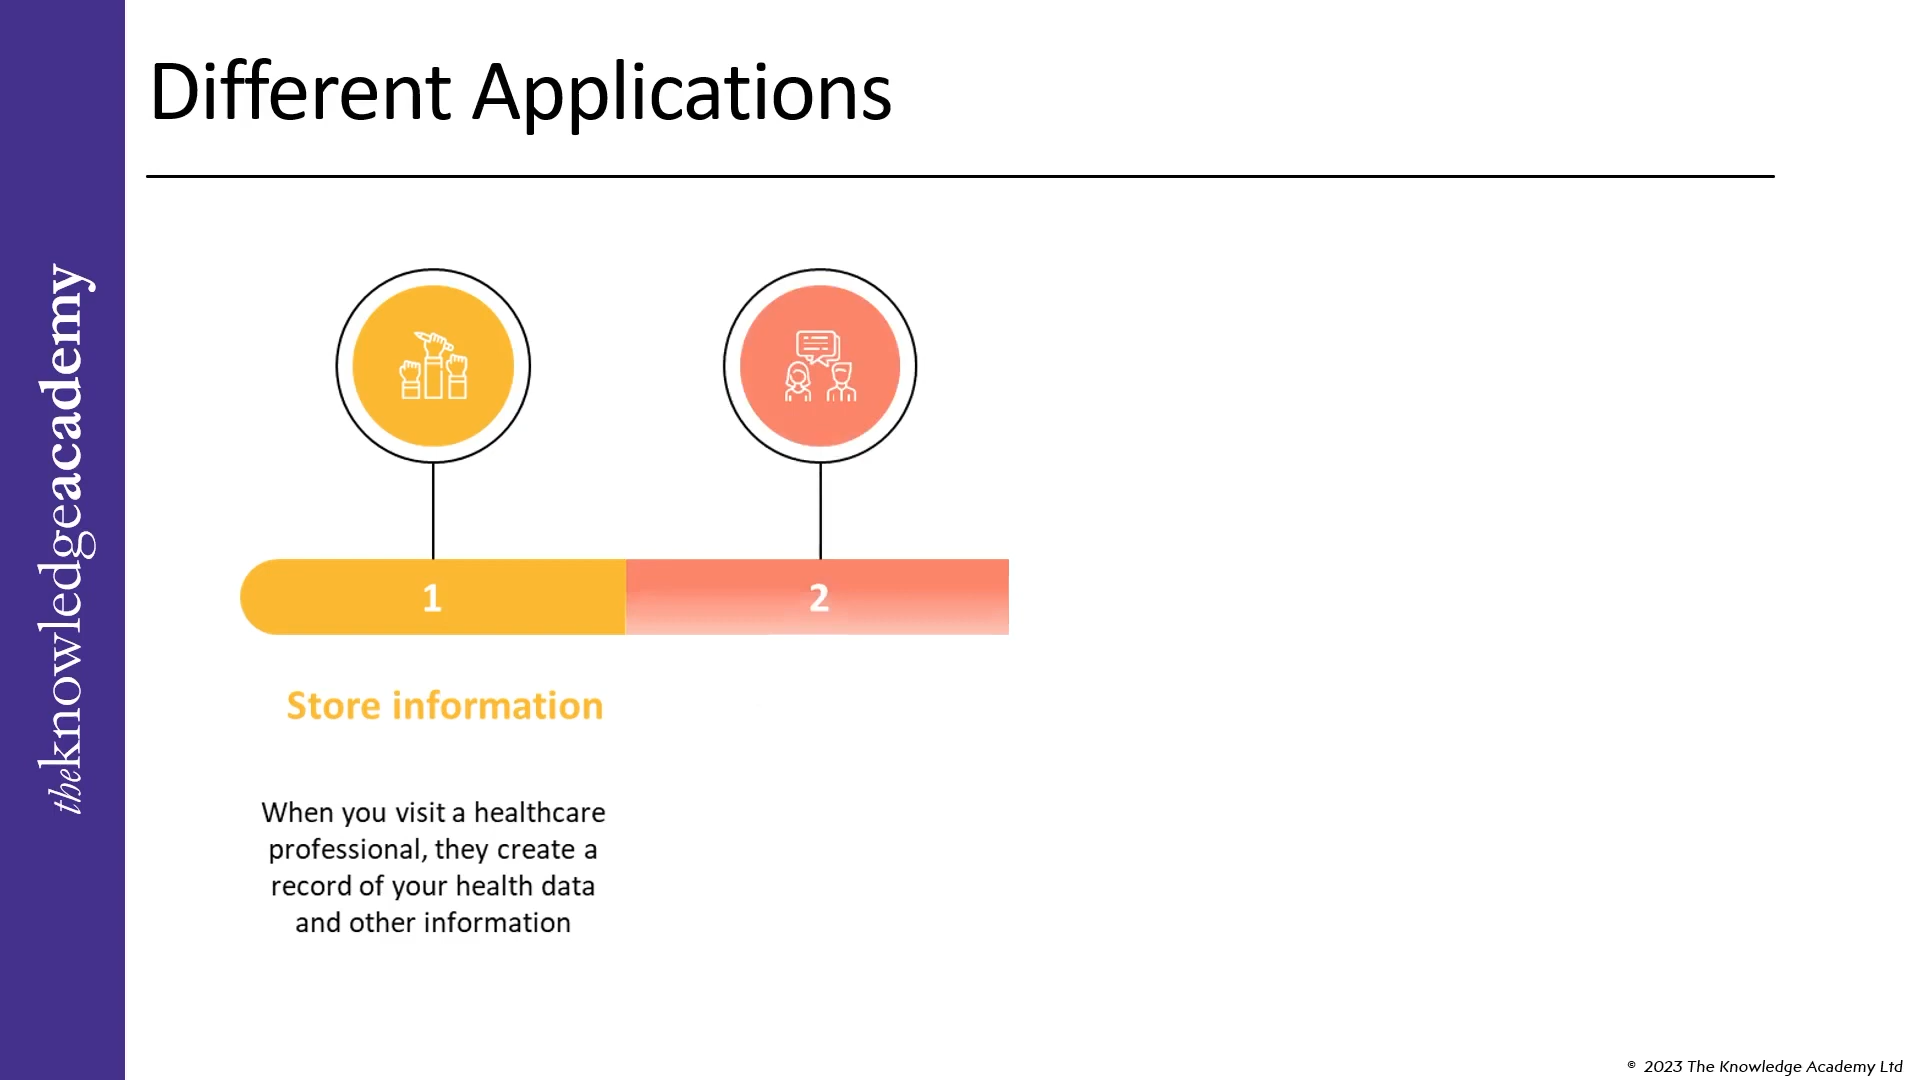 Different Applications
theknowledgeacademy
1
2
Store information
When you visit a healthcare
professional, they create a
record of your health data
and other information
© 2023 The Knowledge Academy Ltd